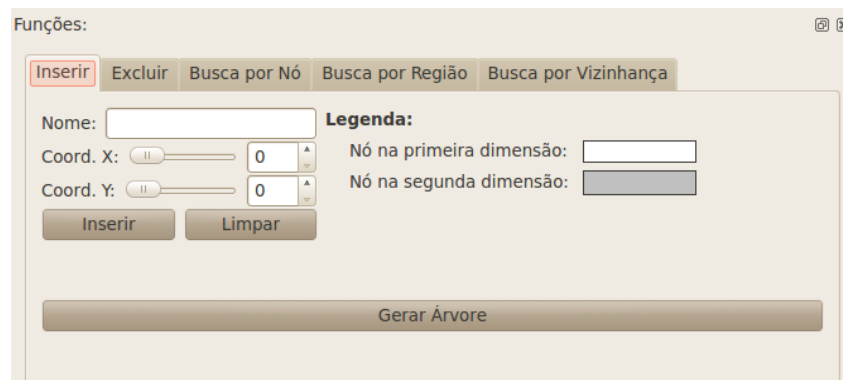 Funções:
Inserir Excluir Busca por Nó Busca por Região Busca por Vizinhança
Nome:
Legenda:
Coord. X: 0
Nó na primeira dimensão:
Coord. Y: 0
Nó na segunda dimensão:
Inserir Limpar
Gerar Árvore